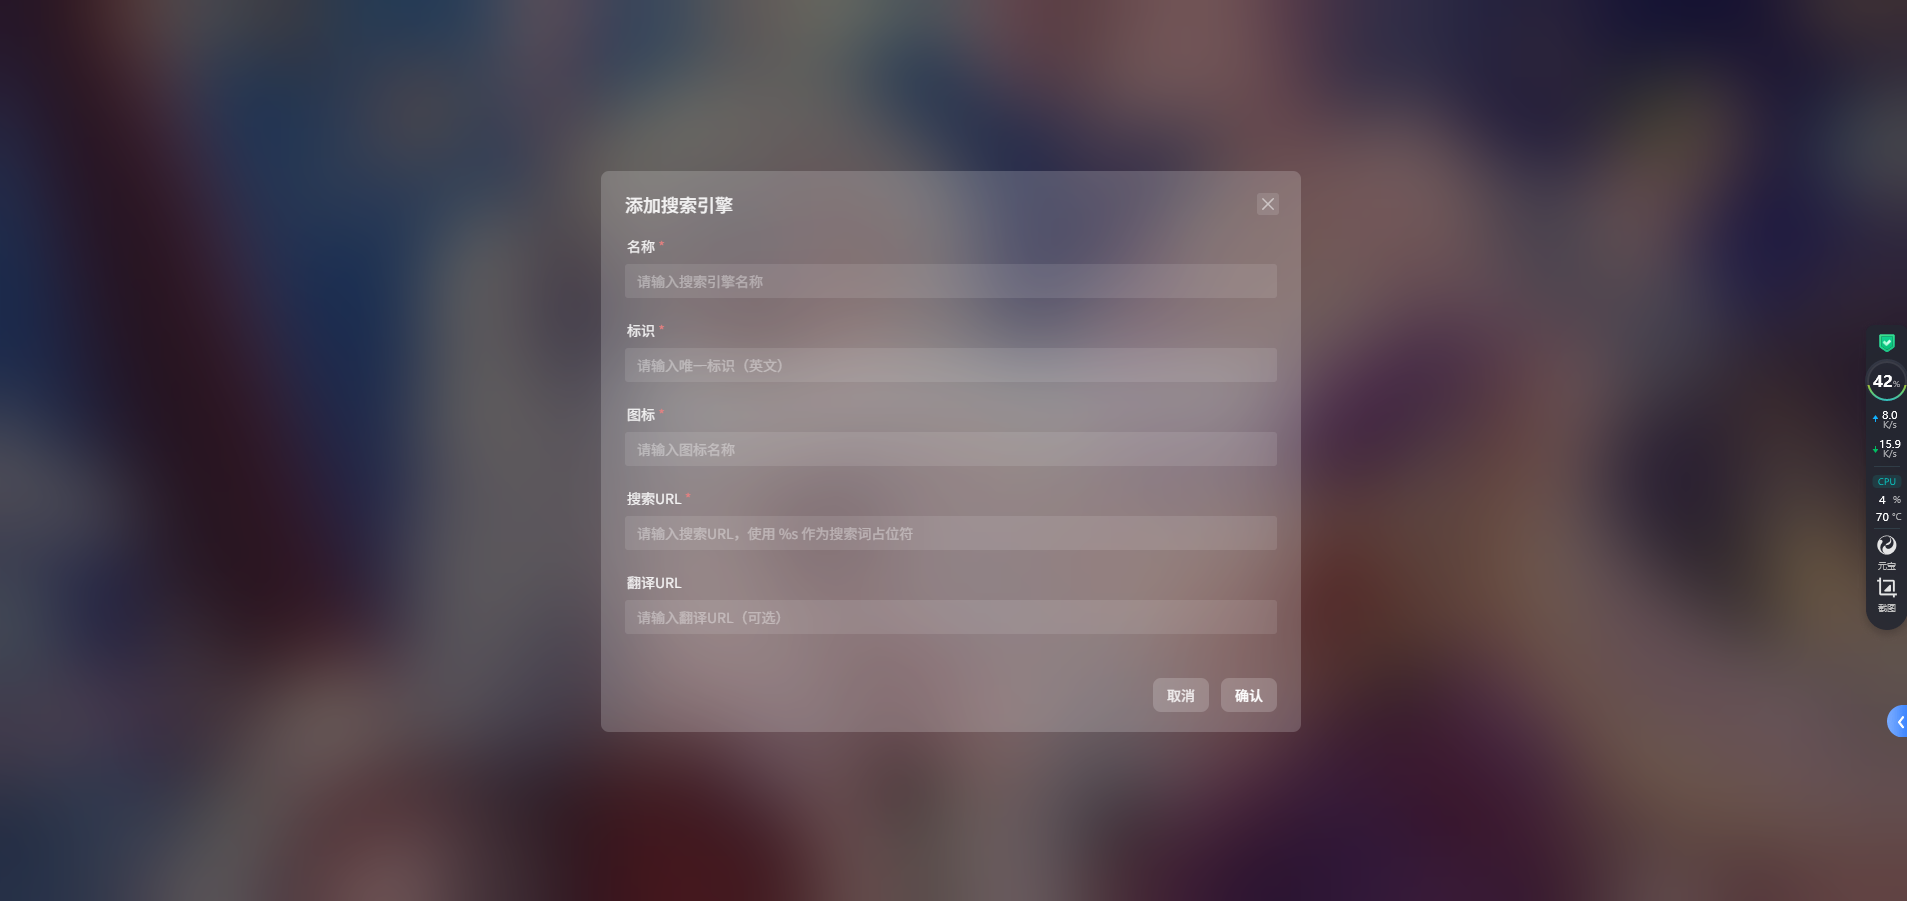 添加搜索引擎
名称 *
请输入搜索引擎名称
标识 *
请输入唯一标识（英文）
图标 *
请输入图标名称
搜索URL *
请输入搜索URL，使用 %s 作为搜索词占位符
翻译URL
请输入翻译URL（可选）
取消 确认
42%
8.0
K/s
15.9
K/s
CPU
4 %
70 °C
元宝
截图